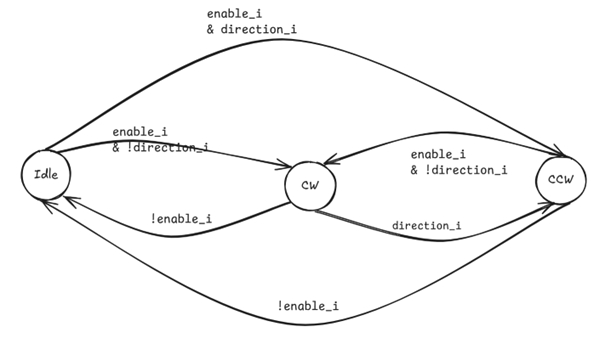 enable_i
& direction_i
enable_i
& !direction_i
enable_i
& !direction_i
Idle
CW
CCW
!enable_i
direction_i
!enable_i